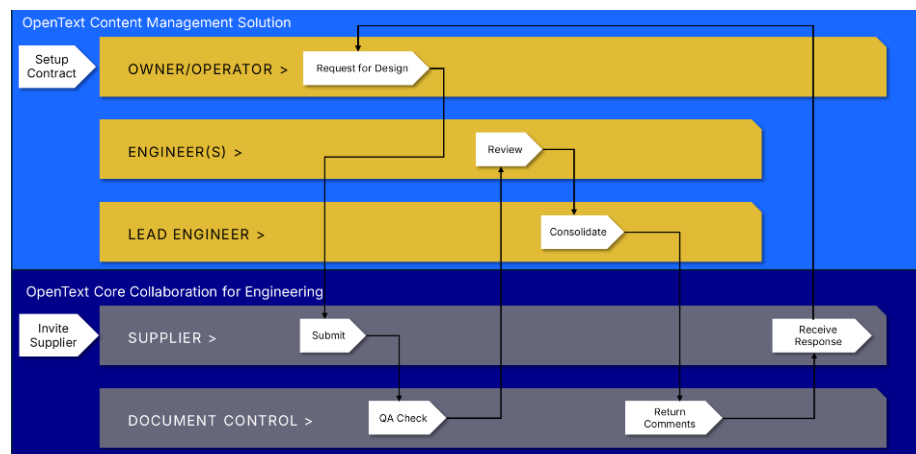 OpenText Content Management Solution
Setup
Contract
OWNER/OPERATOR >
Request for Design
ENGINEER(S) >
Review
LEAD ENGINEER >
Consolidate
OpenText Core Collaboration for Engineering
Invite
Supplier
SUPPLIER >
Submit
Receive
Response
DOCUMENT CONTROL >
QA Check
Return
Comments